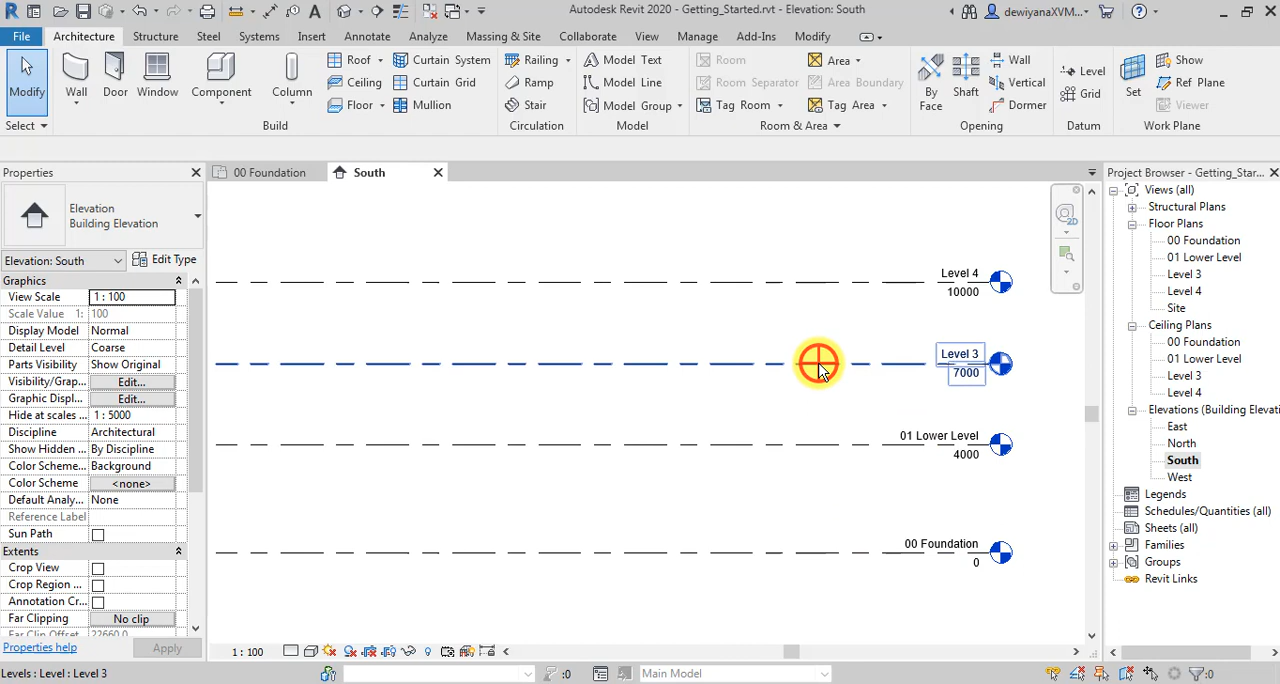 Autodesk Revit 2020 - Getting_Started.rvt - Elevation: South
dewiyanaXVM...
File Architecture Structure Steel Systems Insert Annotate Analyze Massing & Site Collaborate View Manage Add-Ins Modify
Modify
Select
Wall
Door
Window
Component
Column
Roof
Ceiling
Floor
Curtain System
Curtain Grid
Mullion
Build
Railing
Ramp
Stair
Circulation
Model Text
Model Line
Model Group
Model
Room
Room Separator
Tag Room
Area
Area Boundary
Tag Area
Room & Area
By Face
Shaft
Wall
Vertical
Dormer
Opening
Level
Grid
Datum
Set
Show
Ref Plane
Viewer
Work Plane
Properties
Elevation
Building Elevation
Elevation: South
Edit Type
Graphics
View Scale 1 : 100
Scale Value 1: 100
Display Model Normal
Detail Level Coarse
Parts Visibility Show Original
Visibility/Grap... Edit...
Graphic Displ... Edit...
Hide at scales ... 1 : 5000
Discipline Architectural
Show Hidden ... By Discipline
Color Scheme... Background
Color Scheme <none>
Default Analy... None
Reference Label
Sun Path
Extents
Crop View
Crop Region ...
Annotation Cr...
Far Clipping No clip
Far Clip Offset 22660.0
Properties help
Apply
00 Foundation
South
2D
Level 4
10000
Level 3
7000
01 Lower Level
4000
00 Foundation
0
1 : 100
Project Browser - Getting_Star...
Views (all)
Structural Plans
Floor Plans
00 Foundation
01 Lower Level
Level 3
Level 4
Site
Ceiling Plans
00 Foundation
01 Lower Level
Level 3
Level 4
Elevations (Building Elevati
East
North
South
West
Legends
Schedules/Quantities (all)
Sheets (all)
Families
Groups
Revit Links
Levels : Level : Level 3
:0
Main Model
:0